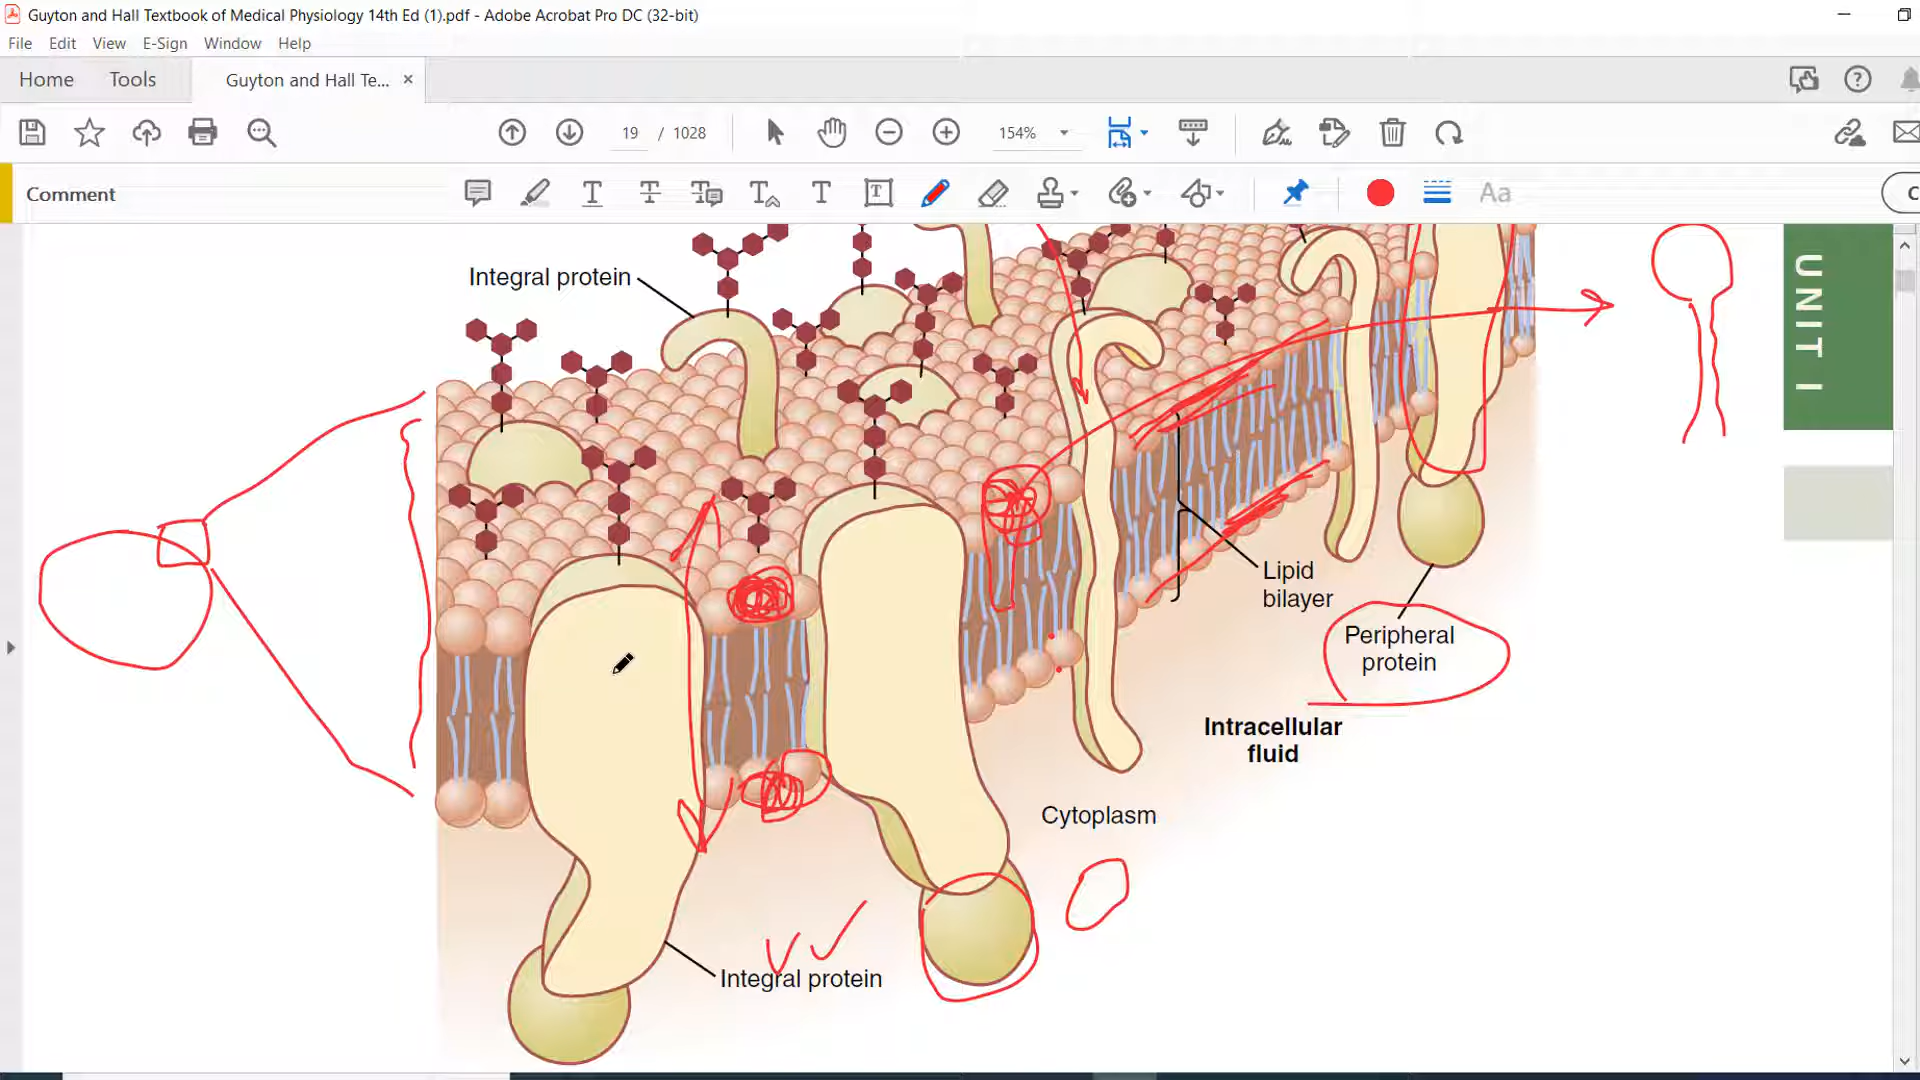 Guyton and Hall Textbook of Medical Physiology 14th Ed (1).pdf - Adobe Acrobat Pro DC (32-bit)
File Edit View E-Sign Window Help
Home Tools Guyton and Hall Te... ×
19 / 1028 154%
Comment Aa C
UNIT I
Integral protein
Lipid
bilayer
Peripheral
protein
Intracellular
fluid
Cytoplasm
Integral protein